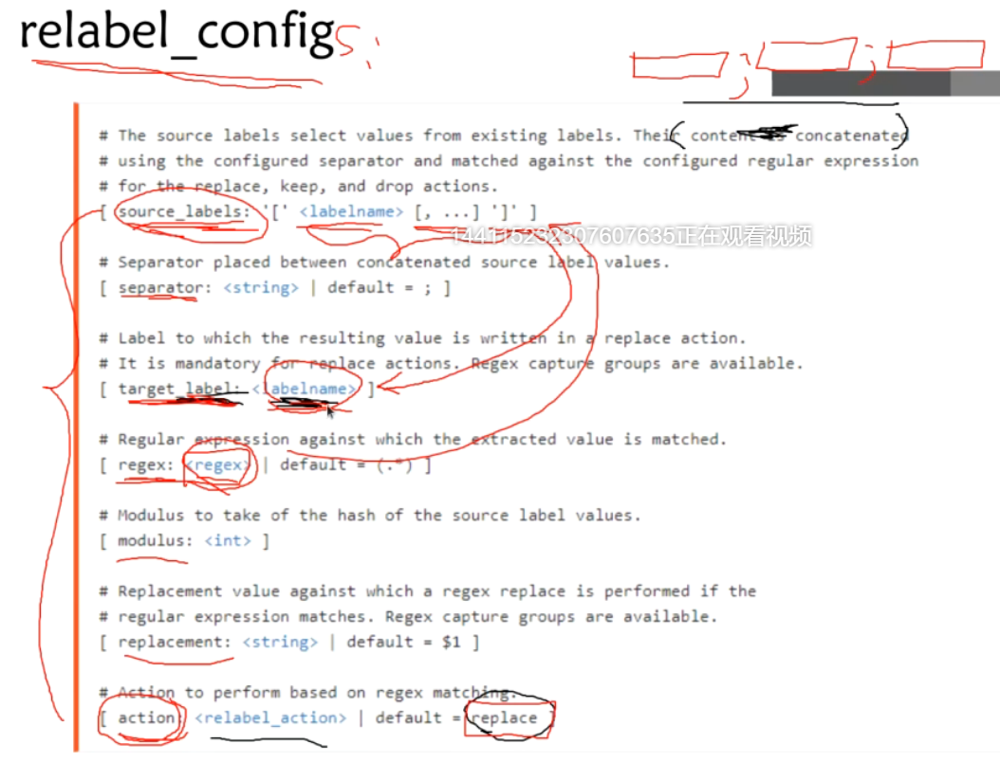 relabel_configs;
# The source labels select values from existing labels. Their content is concatenated
# using the configured separator and matched against the configured regular expression
# for the replace, keep, and drop actions.
[ source_labels: '[' <labelname> [, ...] ']' ]
144115232307607635正在观看视频
# Separator placed between concatenated source label values.
[ separator: <string> | default = ; ]
# Label to which the resulting value is written in a replace action.
# It is mandatory for replace actions. Regex capture groups are available.
[ target_label: <labelname> ]
# Regular expression against which the extracted value is matched.
[ regex: <regex> | default = (.*) ]
# Modulus to take of the hash of the source label values.
[ modulus: <int> ]
# Replacement value against which a regex replace is performed if the
# regular expression matches. Regex capture groups are available.
[ replacement: <string> | default = $1 ]
# Action to perform based on regex matching.
[ action: <relabel_action> | default = replace ]